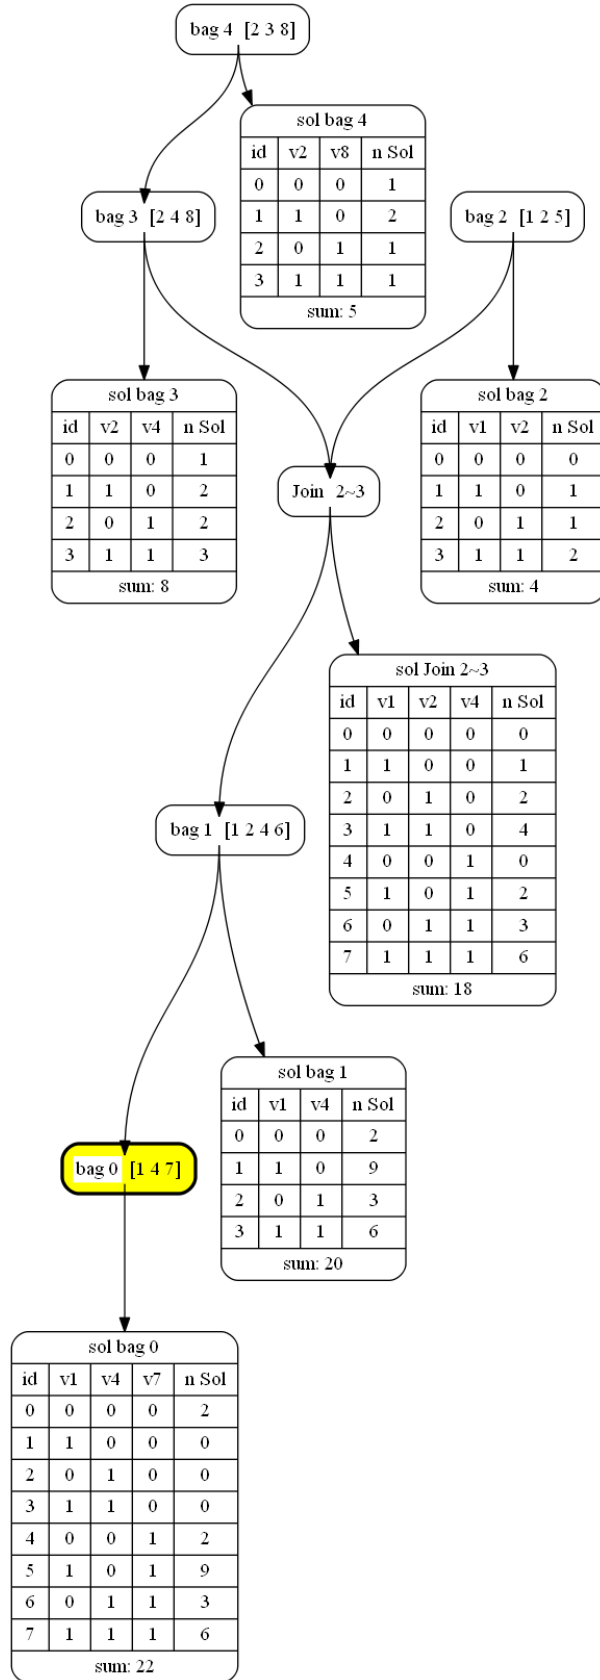 bag 4 [2 3 8]
sol bag 4
id v2 v8 n Sol
0 0 0 1
1 1 0 2
2 0 1 1
3 1 1 1
sum: 5
bag 3 [2 4 8]
bag 2 [1 2 5]
sol bag 3
id v2 v4 n Sol
0 0 0 1
1 1 0 2
2 0 1 2
3 1 1 3
sum: 8
sol bag 2
id v1 v2 n Sol
0 0 0 0
1 1 0 1
2 0 1 1
3 1 1 2
sum: 4
Join 2~3
sol Join 2~3
id v1 v2 v4 n Sol
0 0 0 0 0
1 1 0 0 1
2 0 1 0 2
3 1 1 0 4
4 0 0 1 0
5 1 0 1 2
6 0 1 1 3
7 1 1 1 6
sum: 18
bag 1 [1 2 4 6]
sol bag 1
id v1 v4 n Sol
0 0 0 2
1 1 0 9
2 0 1 3
3 1 1 6
sum: 20
bag 0 [1 4 7]
sol bag 0
id v1 v4 v7 n Sol
0 0 0 0 2
1 1 0 0 0
2 0 1 0 0
3 1 1 0 0
4 0 0 1 2
5 1 0 1 9
6 0 1 1 3
7 1 1 1 6
sum: 22